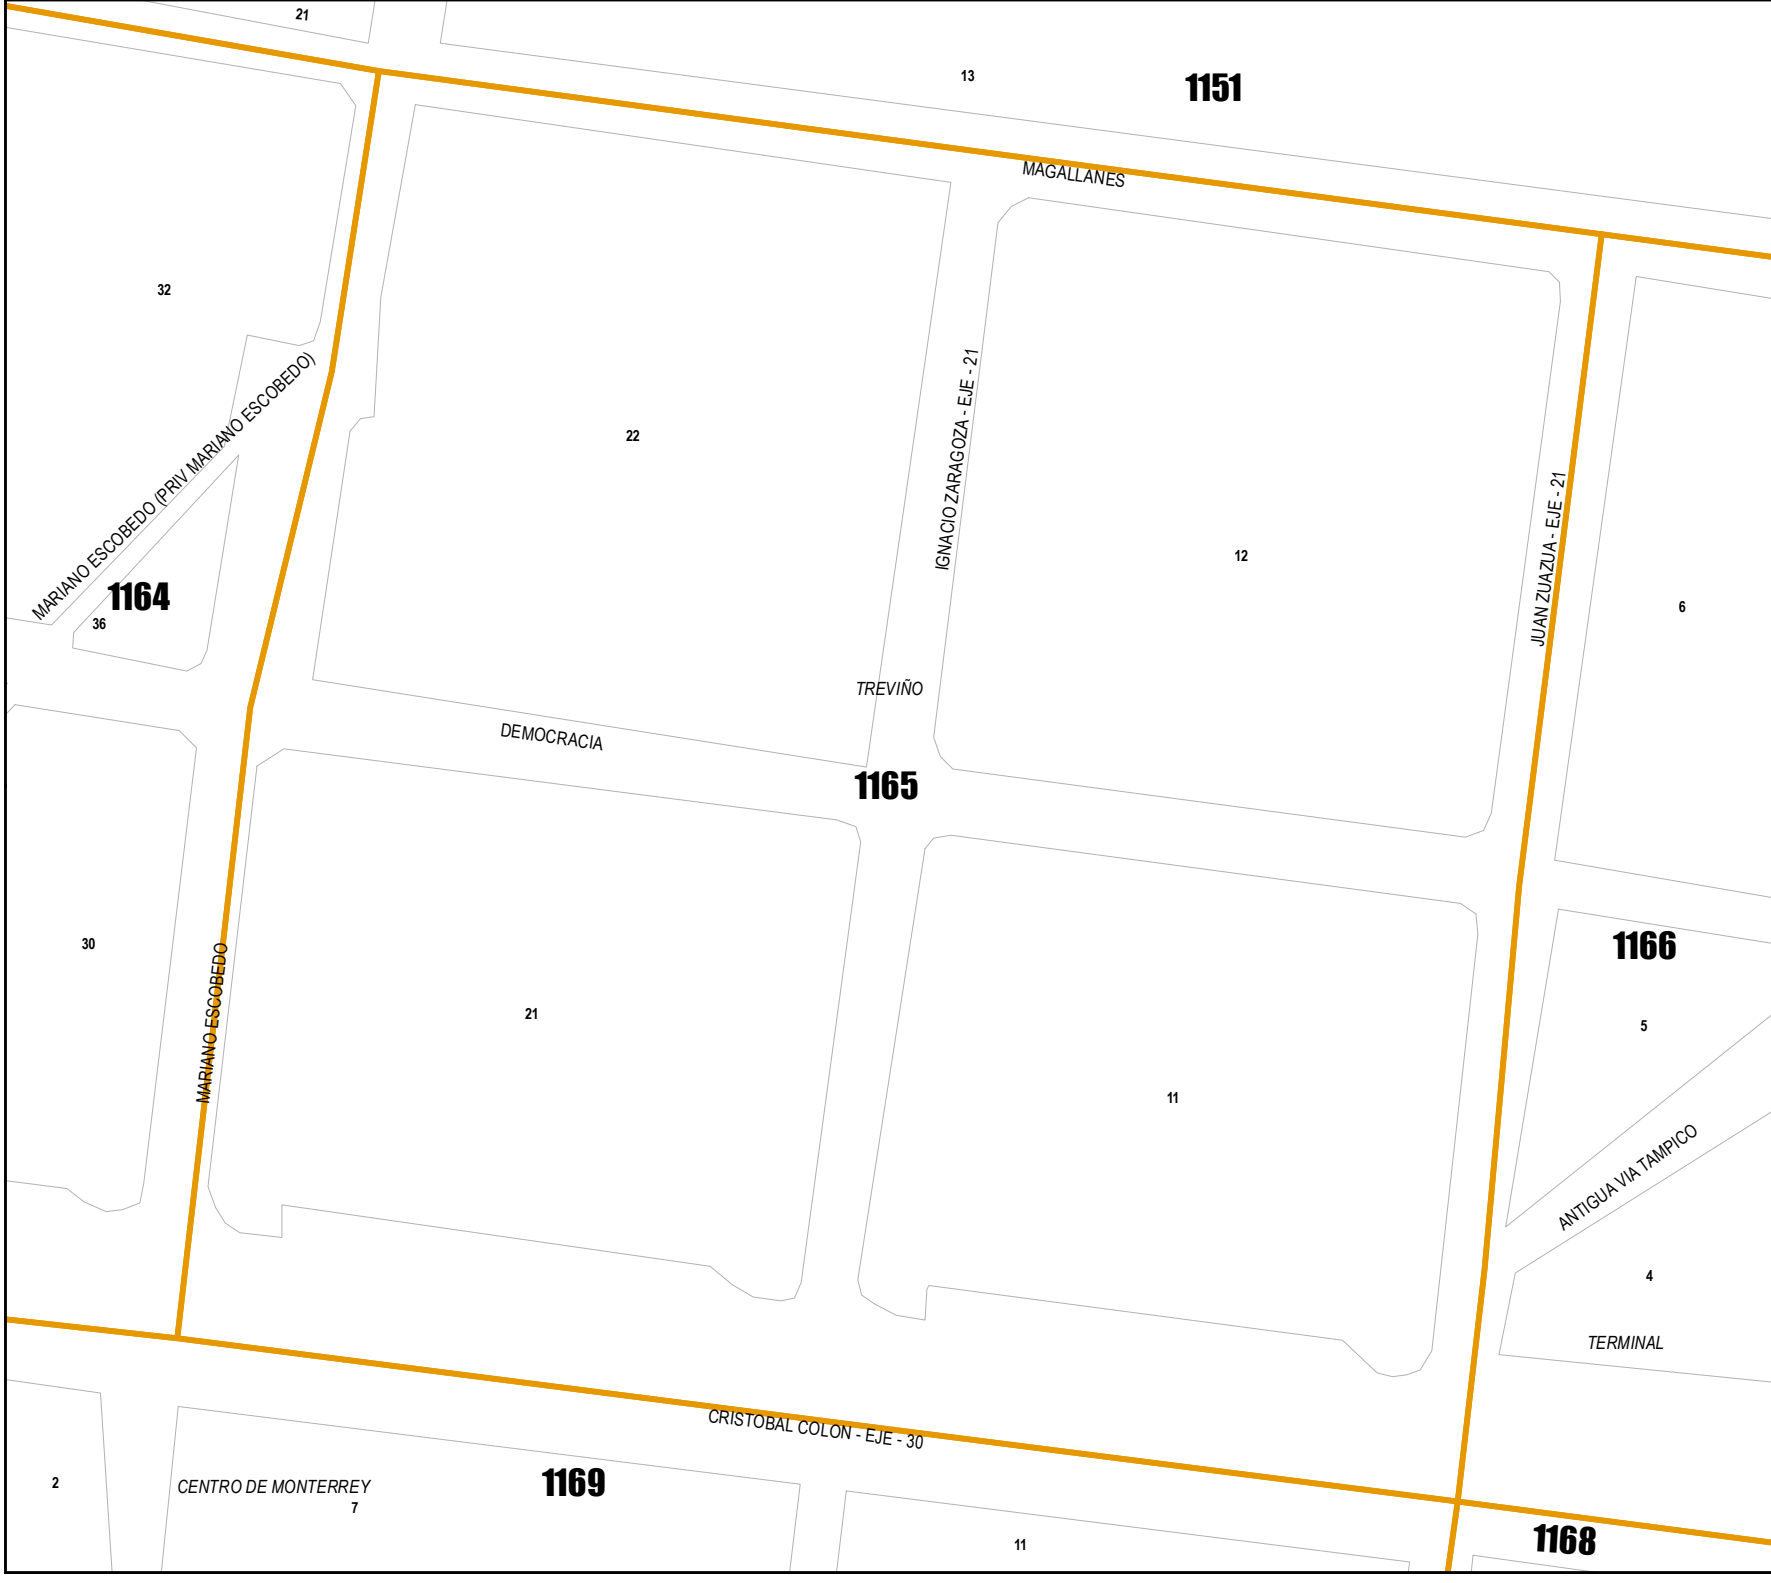 21
13
1151
MAGALLANES
32
MARIANO ESCOBEDO (PRIV MARIANO ESCOBEDO)
22
IGNACIO ZARAGOZA - EJE - 21
12
JUAN ZUAZUA - EJE - 21
6
1164
36
TREVIÑO
DEMOCRACIA
1165
30
MARIANO ESCOBEDO
21
11
1166
5
ANTIGUA VIA TAMPICO
4
TERMINAL
CRISTOBAL COLON - EJE - 30
2
CENTRO DE MONTERREY
7
1169
11
1168